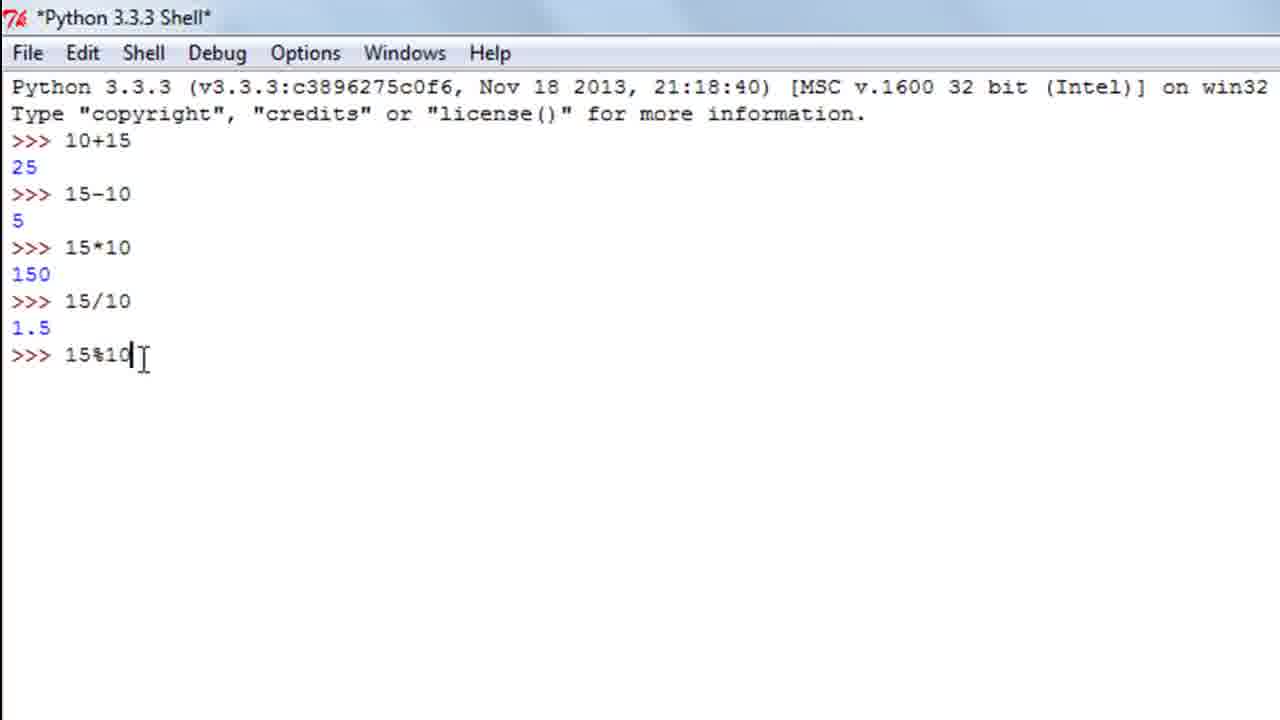 *Python 3.3.3 Shell*
File Edit Shell Debug Options Windows Help
Python 3.3.3 (v3.3.3:c3896275c0f6, Nov 18 2013, 21:18:40) [MSC v.1600 32 bit (Intel)] on win32
Type "copyright", "credits" or "license()" for more information.
>>> 10+15
25
>>> 15-10
5
>>> 15*10
150
>>> 15/10
1.5
>>> 15%10